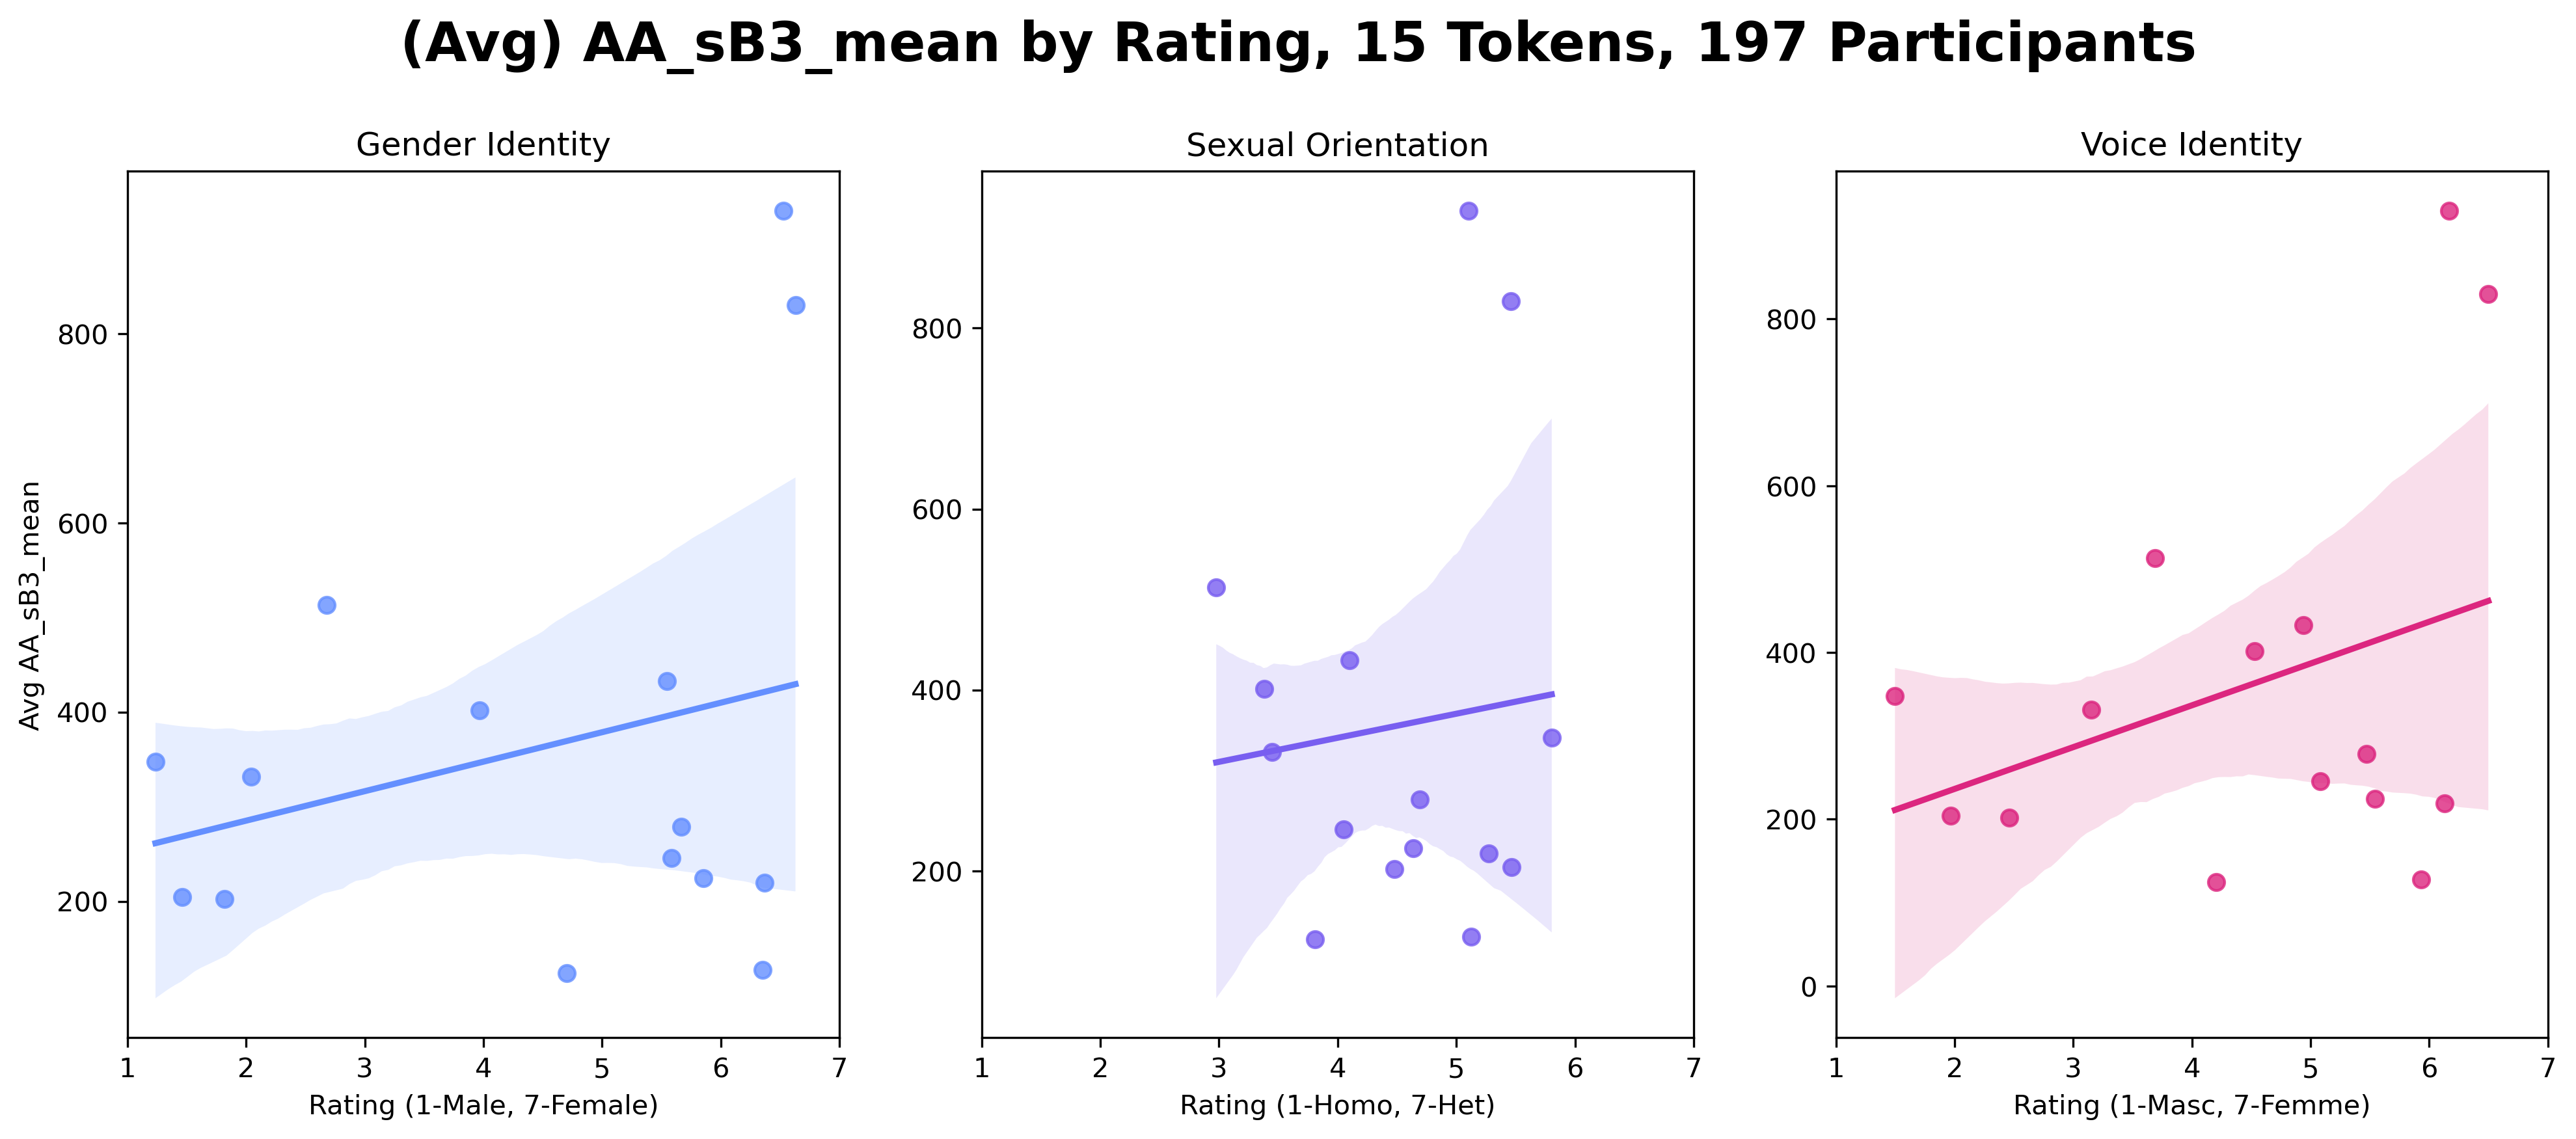 (Avg) AA_sB3_mean by Rating, 15 Tokens, 197 Participants
Gender Identity
Sexual Orientation
Voice Identity
Avg AA_sB3_mean
800
600
400
200
1 2 3 4 5 6 7
Rating (1-Male, 7-Female)
800
600
400
200
1 2 3 4 5 6 7
Rating (1-Homo, 7-Het)
800
600
400
200
0
1 2 3 4 5 6 7
Rating (1-Masc, 7-Femme)